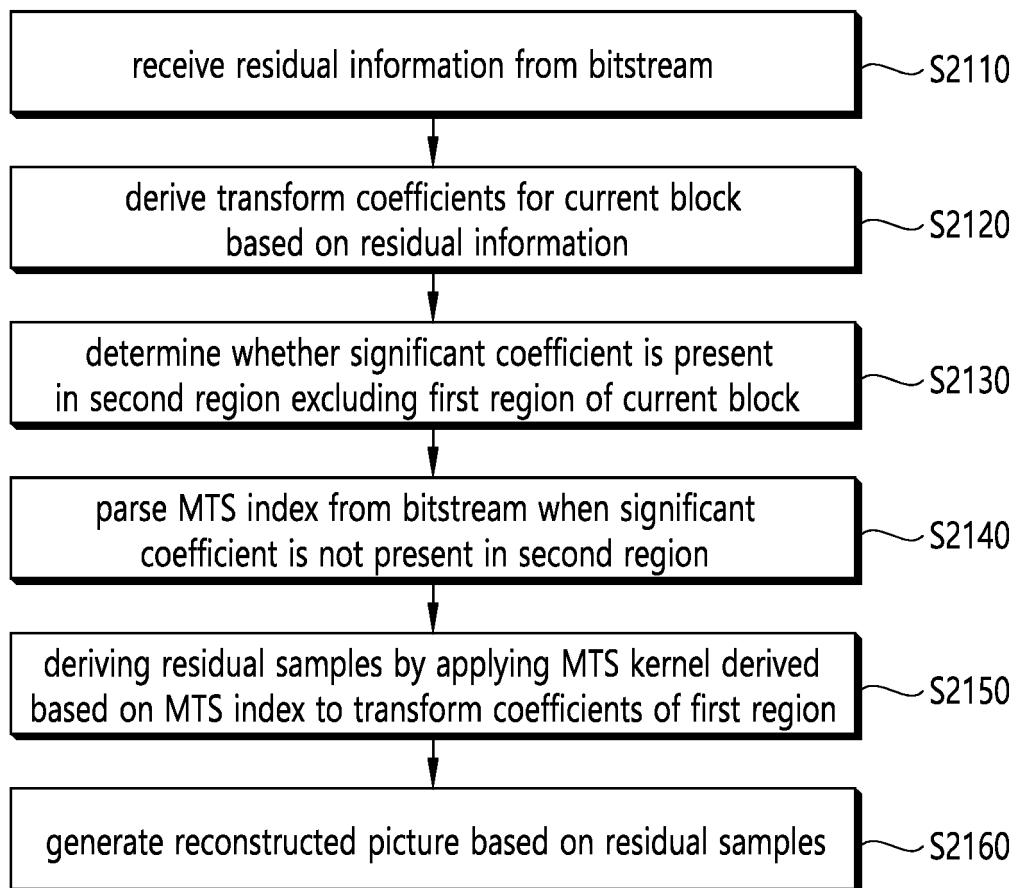 receive residual information from bitstream
S2110
derive transform coefficients for current block
based on residual information
S2120
determine whether significant coefficient is present
in second region excluding first region of current block
S2130
parse MTS index from bitstream when significant
coefficient is not present in second region
S2140
deriving residual samples by applying MTS kernel derived
based on MTS index to transform coefficients of first region
S2150
generate reconstructed picture based on residual samples
S2160